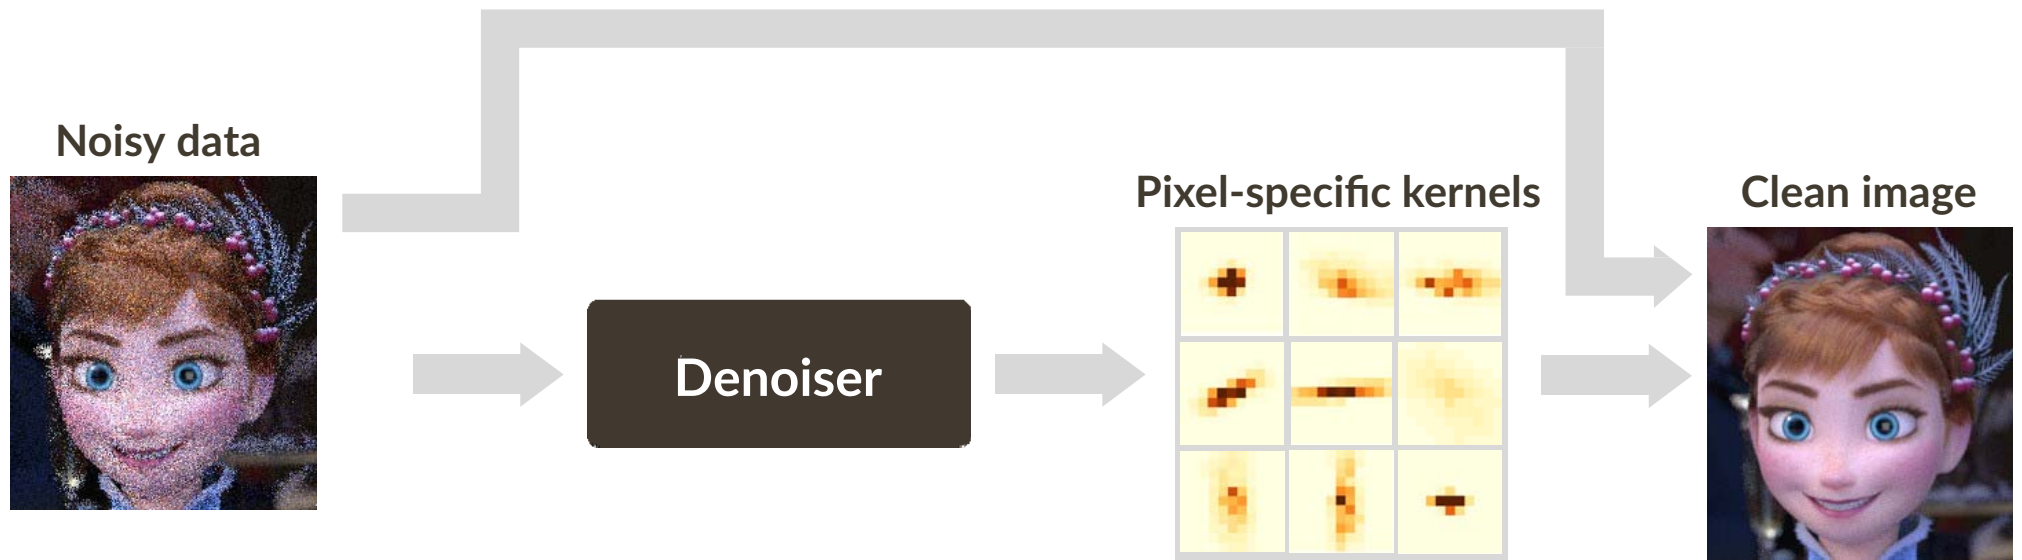 Noisy data
Denoiser
Pixel-specific kernels
Clean image